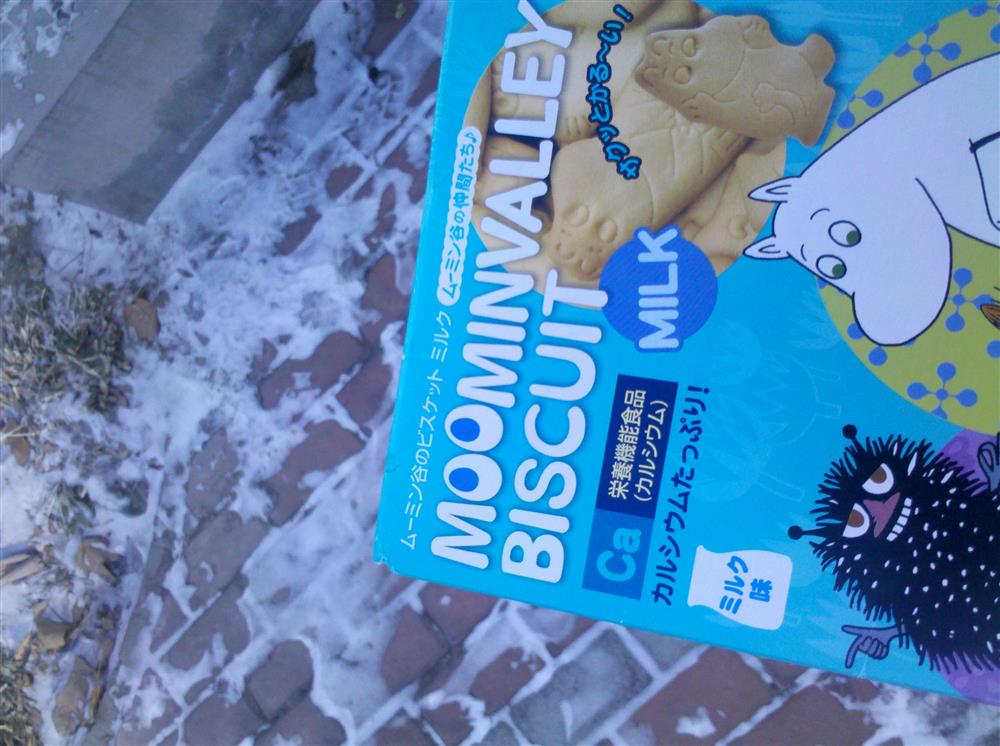 ムーミン谷のビスケット ミルク
ムーミン谷の仲間たち♪
MOOMINVALLEY
BISCUIT
MILK
サクッとかる〜い!
Ca
栄養機能食品
(カルシウム)
カルシウムたっぷり!
ミルク
味